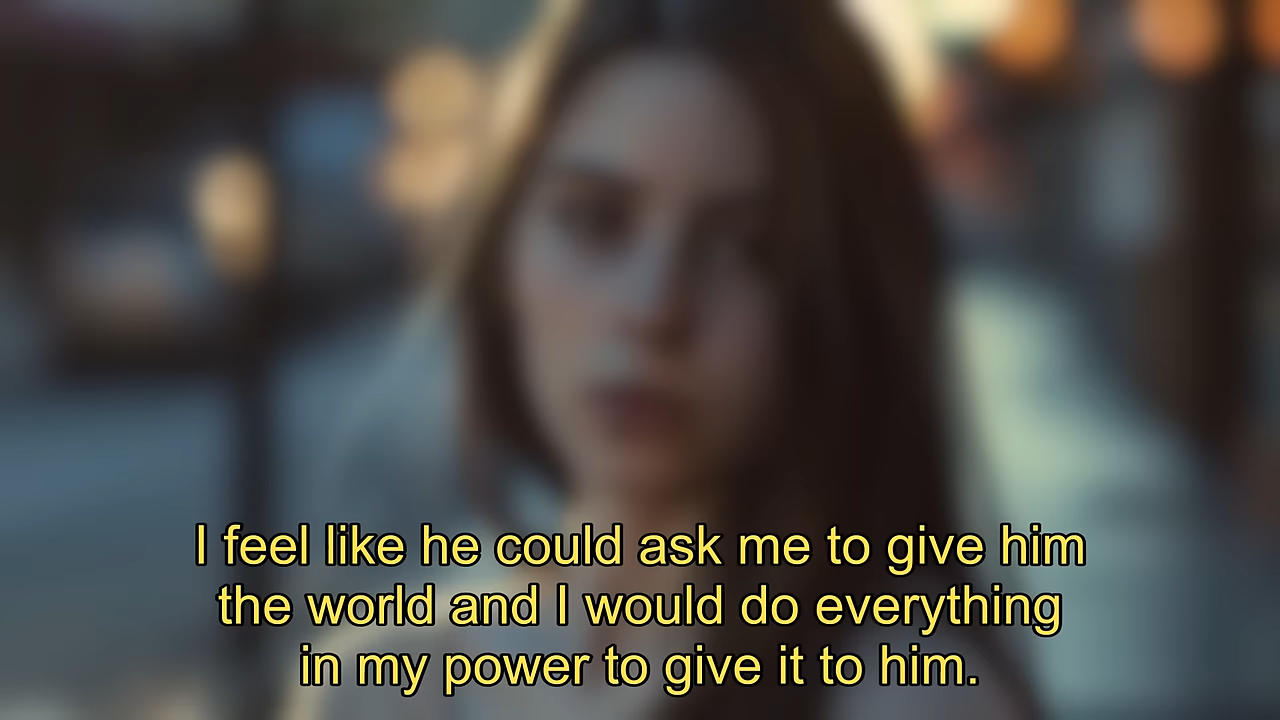 I feel like he could ask me to give him
the world and I would do everything
in my power to give it to him.